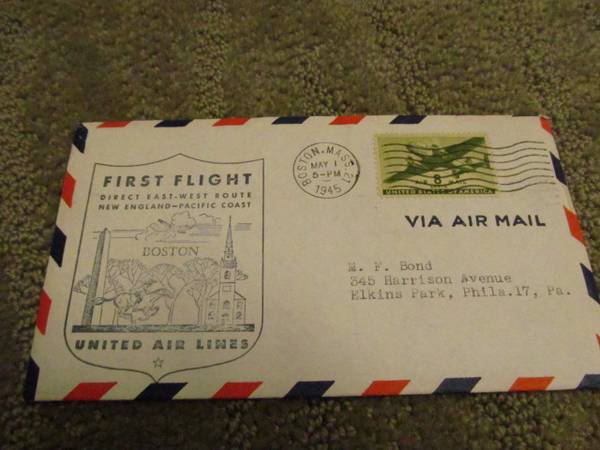 FIRST FLIGHT
DIRECT EAST-WEST ROUTE
NEW ENGLAND-PACIFIC COAST
BOSTON
UNITED AIR LINES
BOSTON, MASS.
MAY 1
5-PM
1945
8¢
UNITED STATES OF AMERICA
VIA AIR MAIL
M. F. Bond
345 Harrison Avenue
Elkins Park, Phila.17, Pa.